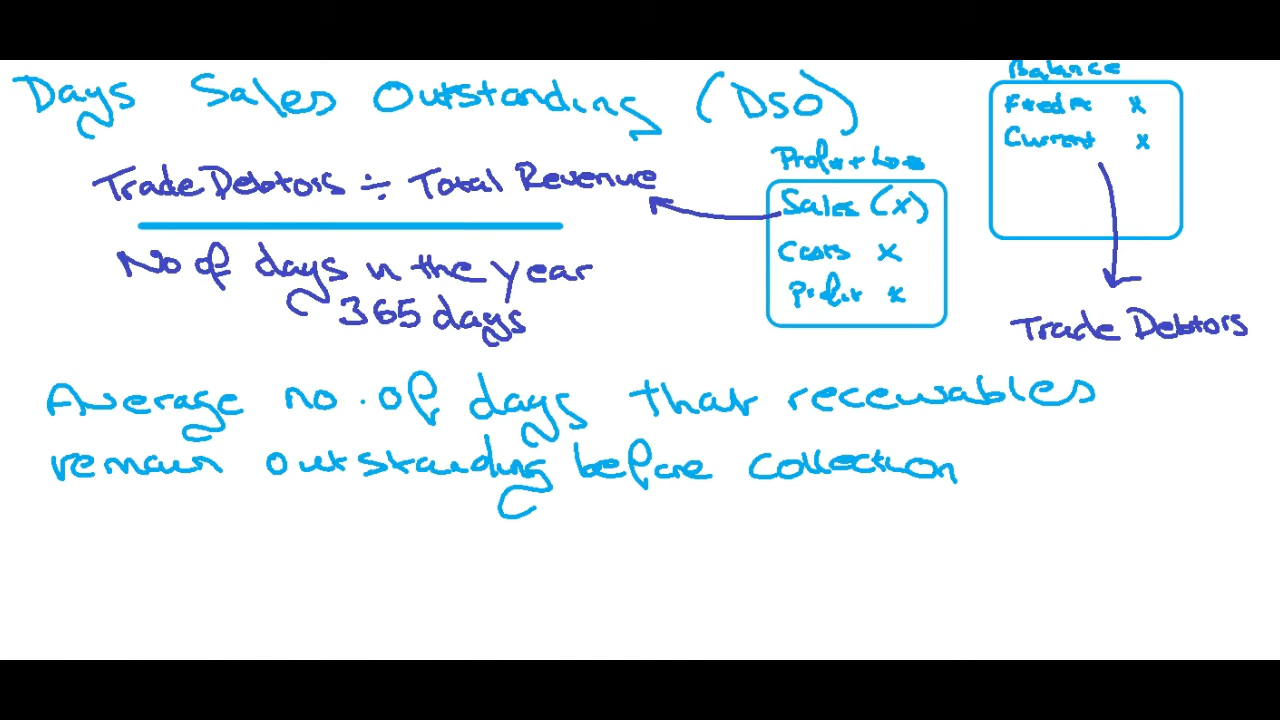 Days Sales Outstanding (DSO)
Trade Debtors ÷ Total Revenue
No of days in the year
365 days
Profit + Loss
Sales (x)
Costs x
Profit x
Balance
Fixed A x
Current x
Trade Debtors
Average no. of days that receivables
remain outstanding before collection